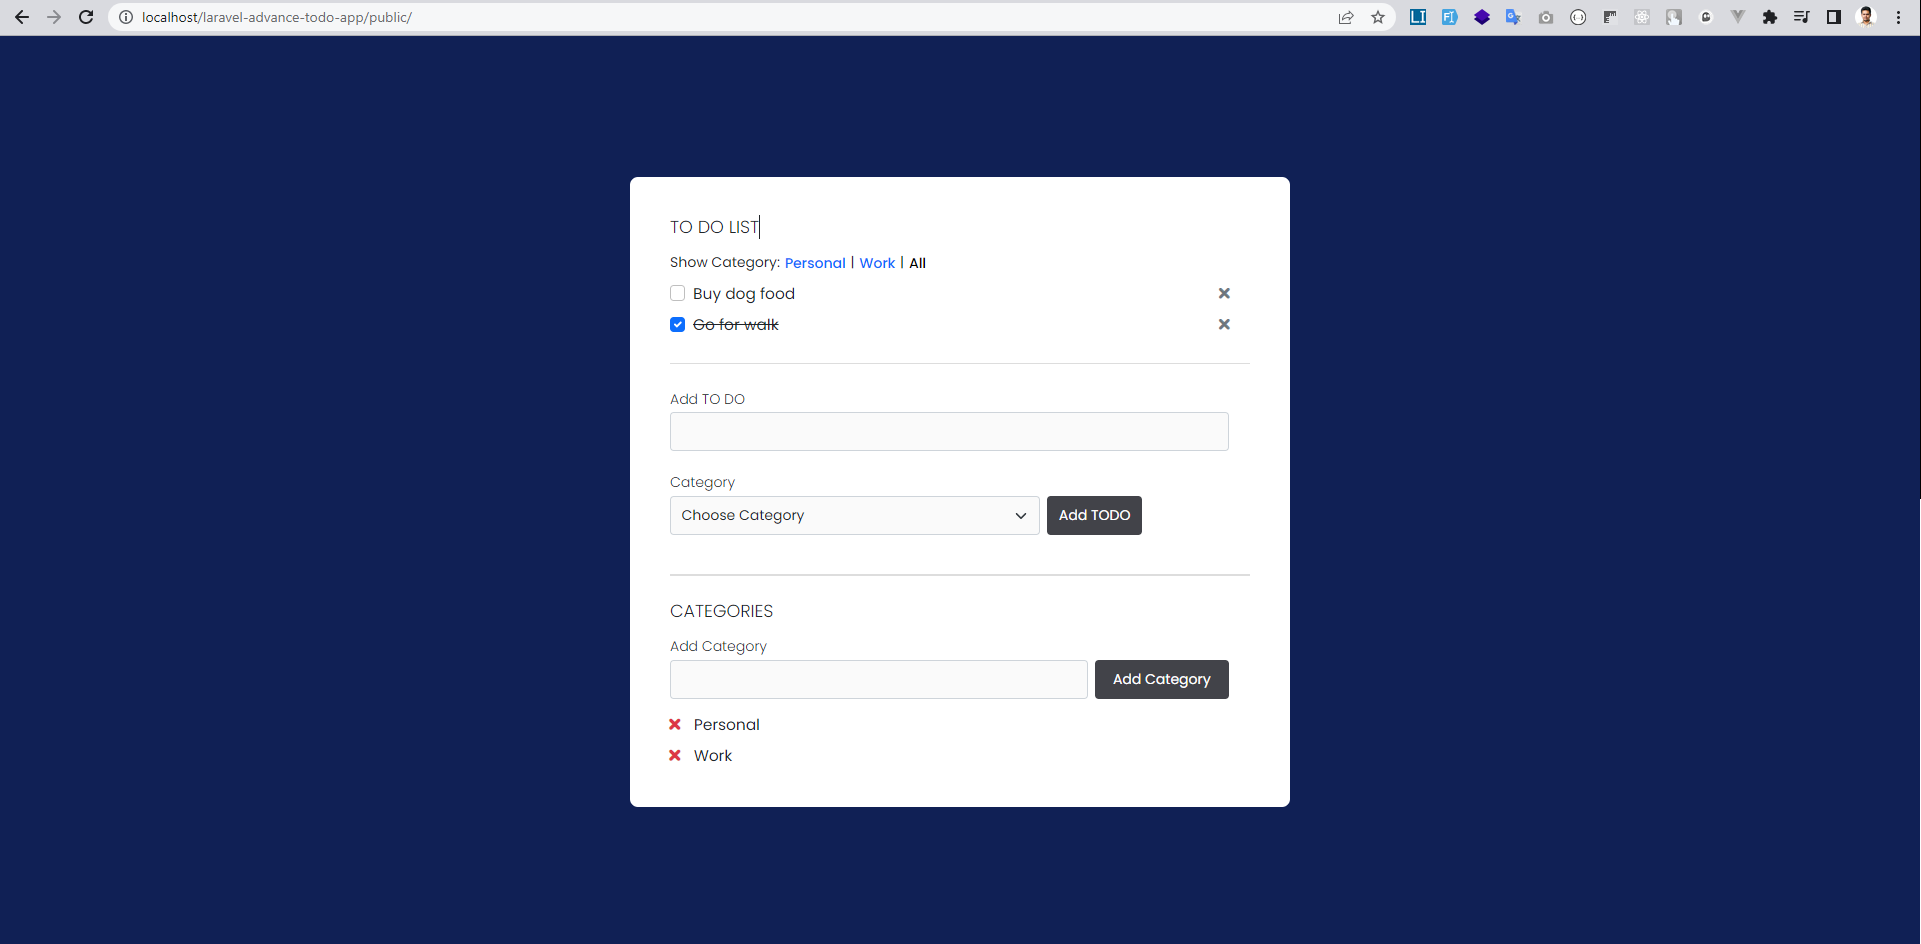 localhost/laravel-advance-todo-app/public/
TO DO LIST
Show Category: Personal | Work | All
Buy dog food
Go for walk
Add TO DO
Category
Choose Category Add TODO
CATEGORIES
Add Category
Add Category
Personal
Work